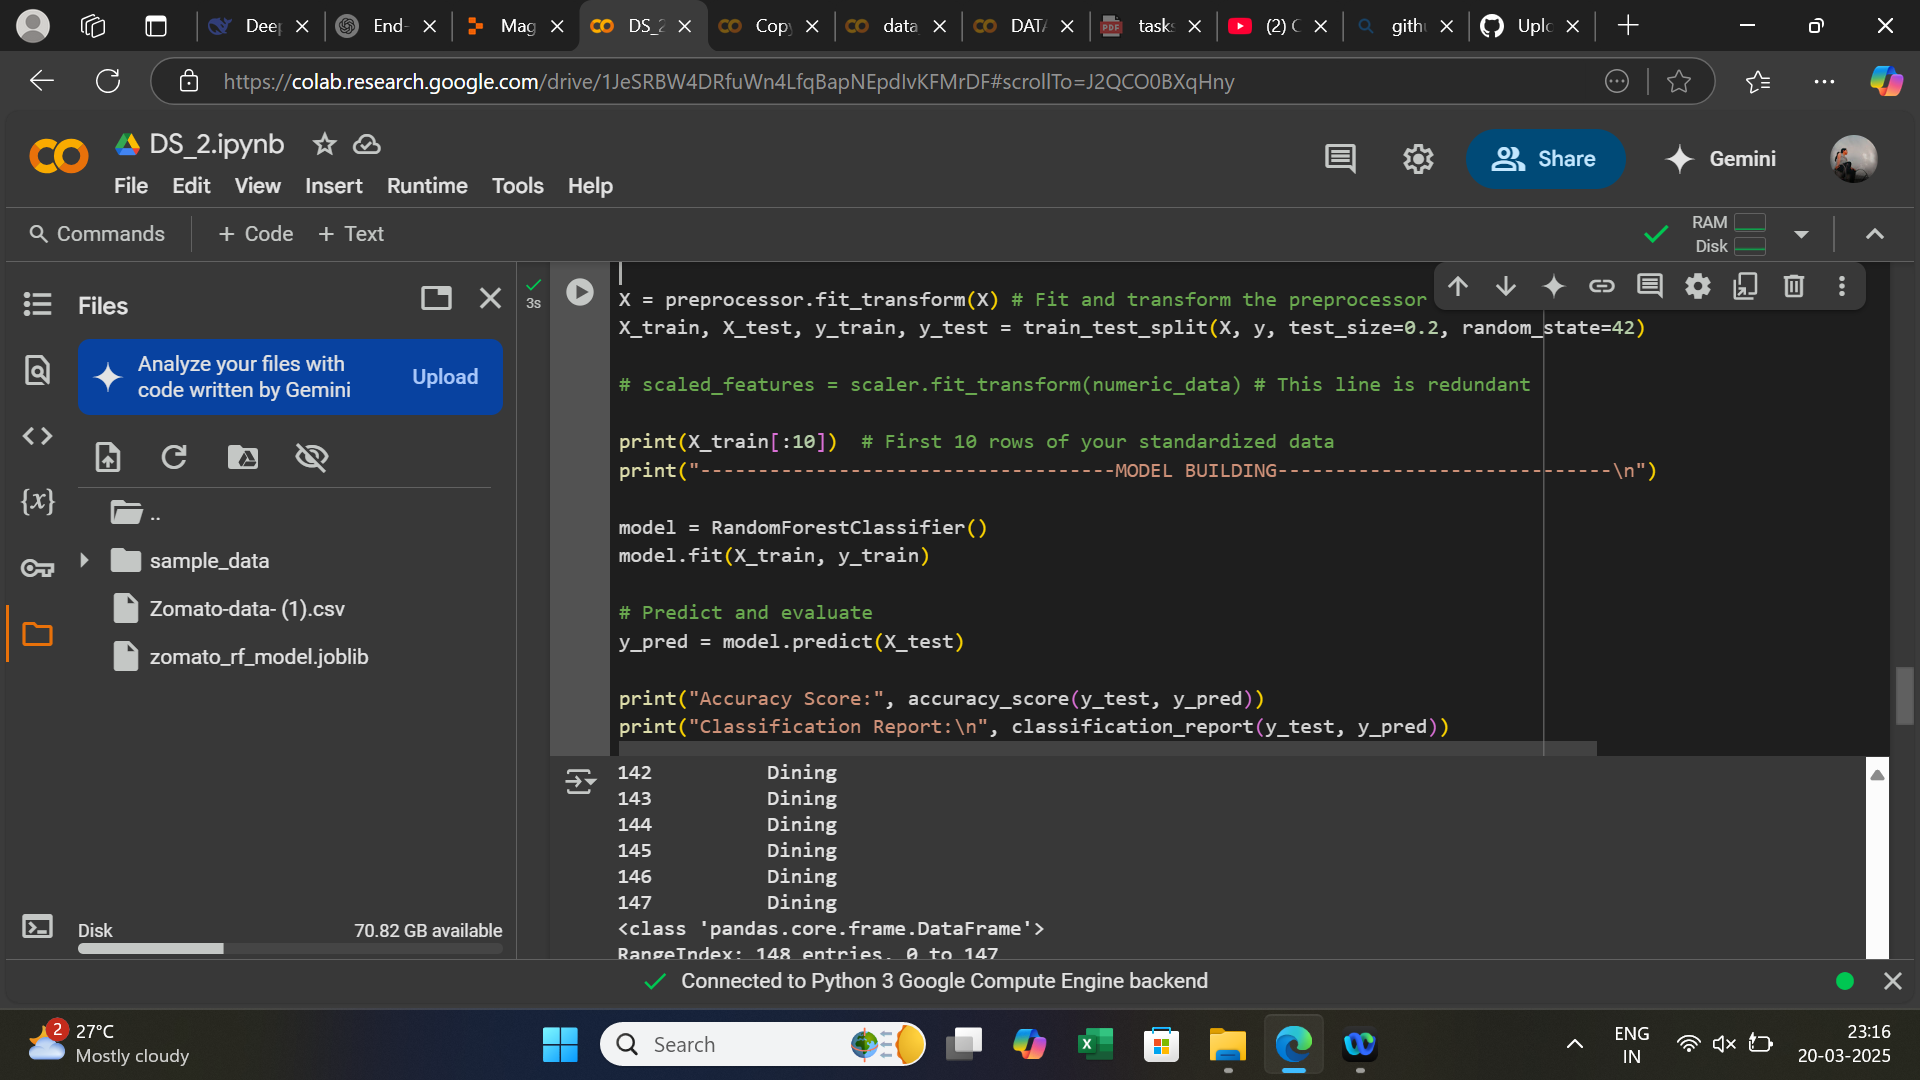 Deep
End-
Mag
DS_2
Copy
data
DATA
tasks
(2) C
githu
Uplo
https://colab.research.google.com/drive/1JeSRBW4DRfuWn4LfqBapNEpdIvKFMrDF#scrollTo=J2QCO0BXqHny
DS_2.ipynb
Share
Gemini
File Edit View Insert Runtime Tools Help
Commands + Code + Text
RAM
Disk
Files
Analyze your files with
code written by Gemini
Upload
..
sample_data
Zomato-data- (1).csv
zomato_rf_model.joblib
Disk 70.82 GB available
3s
X = preprocessor.fit_transform(X) # Fit and transform the preprocessor
X_train, X_test, y_train, y_test = train_test_split(X, y, test_size=0.2, random_state=42)
# scaled_features = scaler.fit_transform(numeric_data) # This line is redundant
print(X_train[:10])  # First 10 rows of your standardized data
print("------------------------------------MODEL BUILDING-----------------------------\n")
model = RandomForestClassifier()
model.fit(X_train, y_train)
# Predict and evaluate
y_pred = model.predict(X_test)
print("Accuracy Score:", accuracy_score(y_test, y_pred))
print("Classification Report:\n", classification_report(y_test, y_pred))
142 Dining
143 Dining
144 Dining
145 Dining
146 Dining
147 Dining
<class 'pandas.core.frame.DataFrame'>
RangeIndex: 148 entries, 0 to 147
Connected to Python 3 Google Compute Engine backend
2
27°C
Mostly cloudy
Search
ENG
IN
23:16
20-03-2025